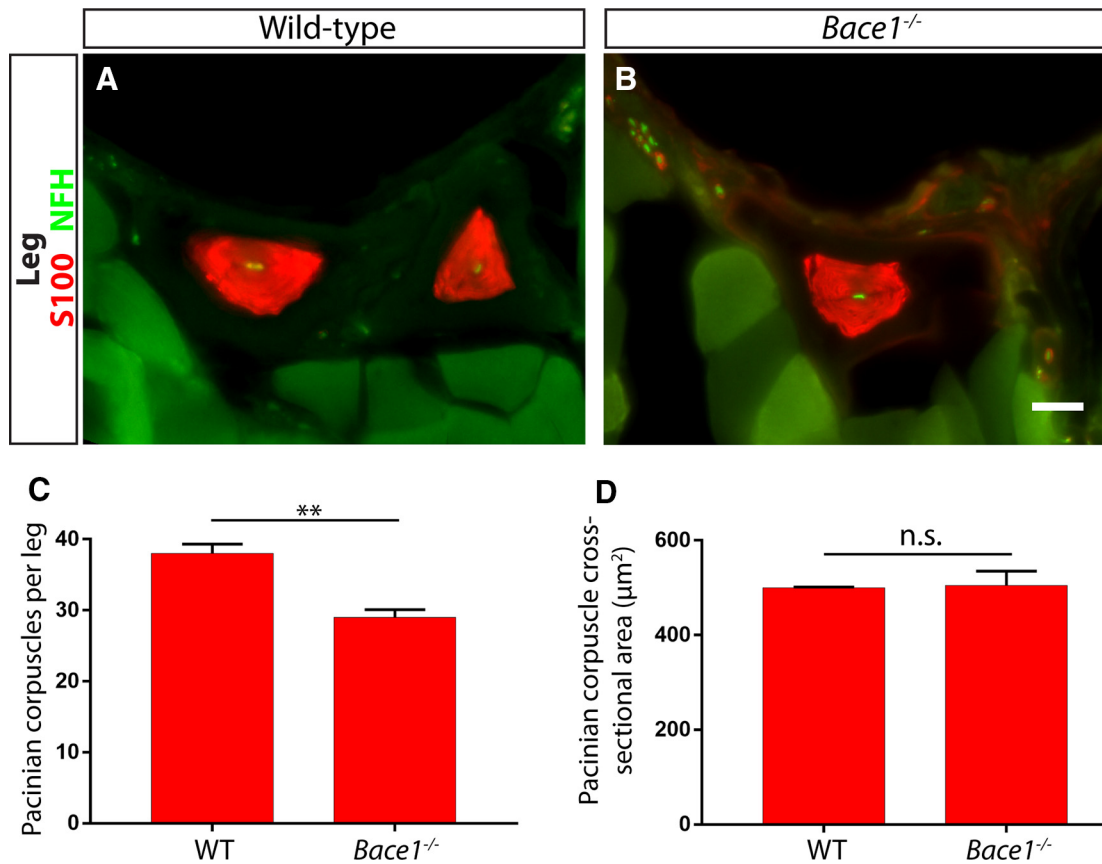 Wild-type
Bace1-/-
Leg
S100 NFH
A
B
C
Pacinian corpuscles per leg
40
30
20
10
0
**
WT
Bace1-/-
D
Pacinian corpuscle cross-
sectional area (µm²)
600
400
200
0
n.s.
WT
Bace1-/-